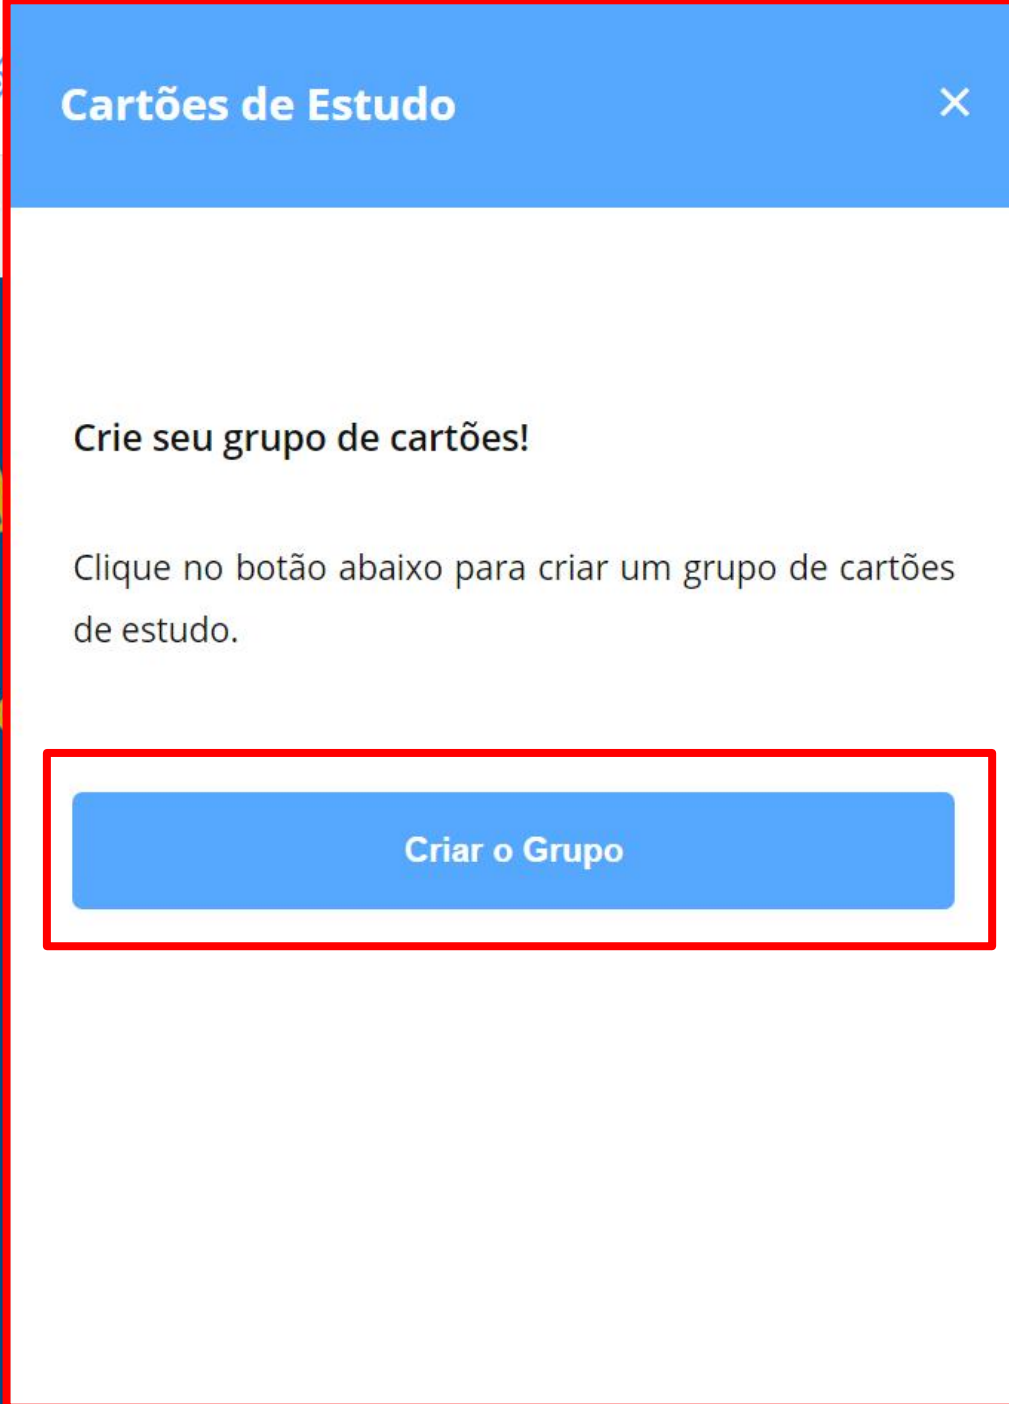 Cartões de Estudo
Crie seu grupo de cartões!
Clique no botão abaixo para criar um grupo de cartões
de estudo.
Criar o Grupo